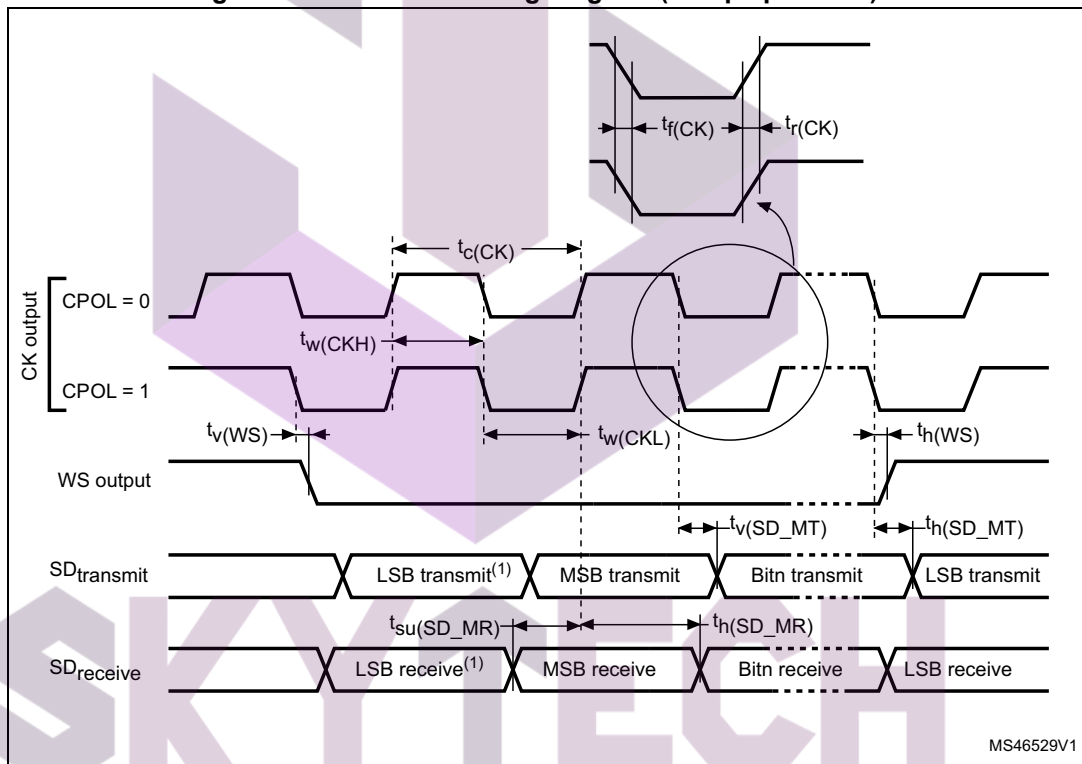 tf(CK)
tr(CK)
tc(CK)
CK output
CPOL = 0
tw(CKH)
CPOL = 1
tv(WS)
tw(CKL)
th(WS)
WS output
tv(SD_MT)
th(SD_MT)
SDtransmit
LSB transmit(1)
MSB transmit
Bitn transmit
LSB transmit
tsu(SD_MR)
th(SD_MR)
SDreceive
LSB receive(1)
MSB receive
Bitn receive
LSB receive
SKYTECH
MS46529V1